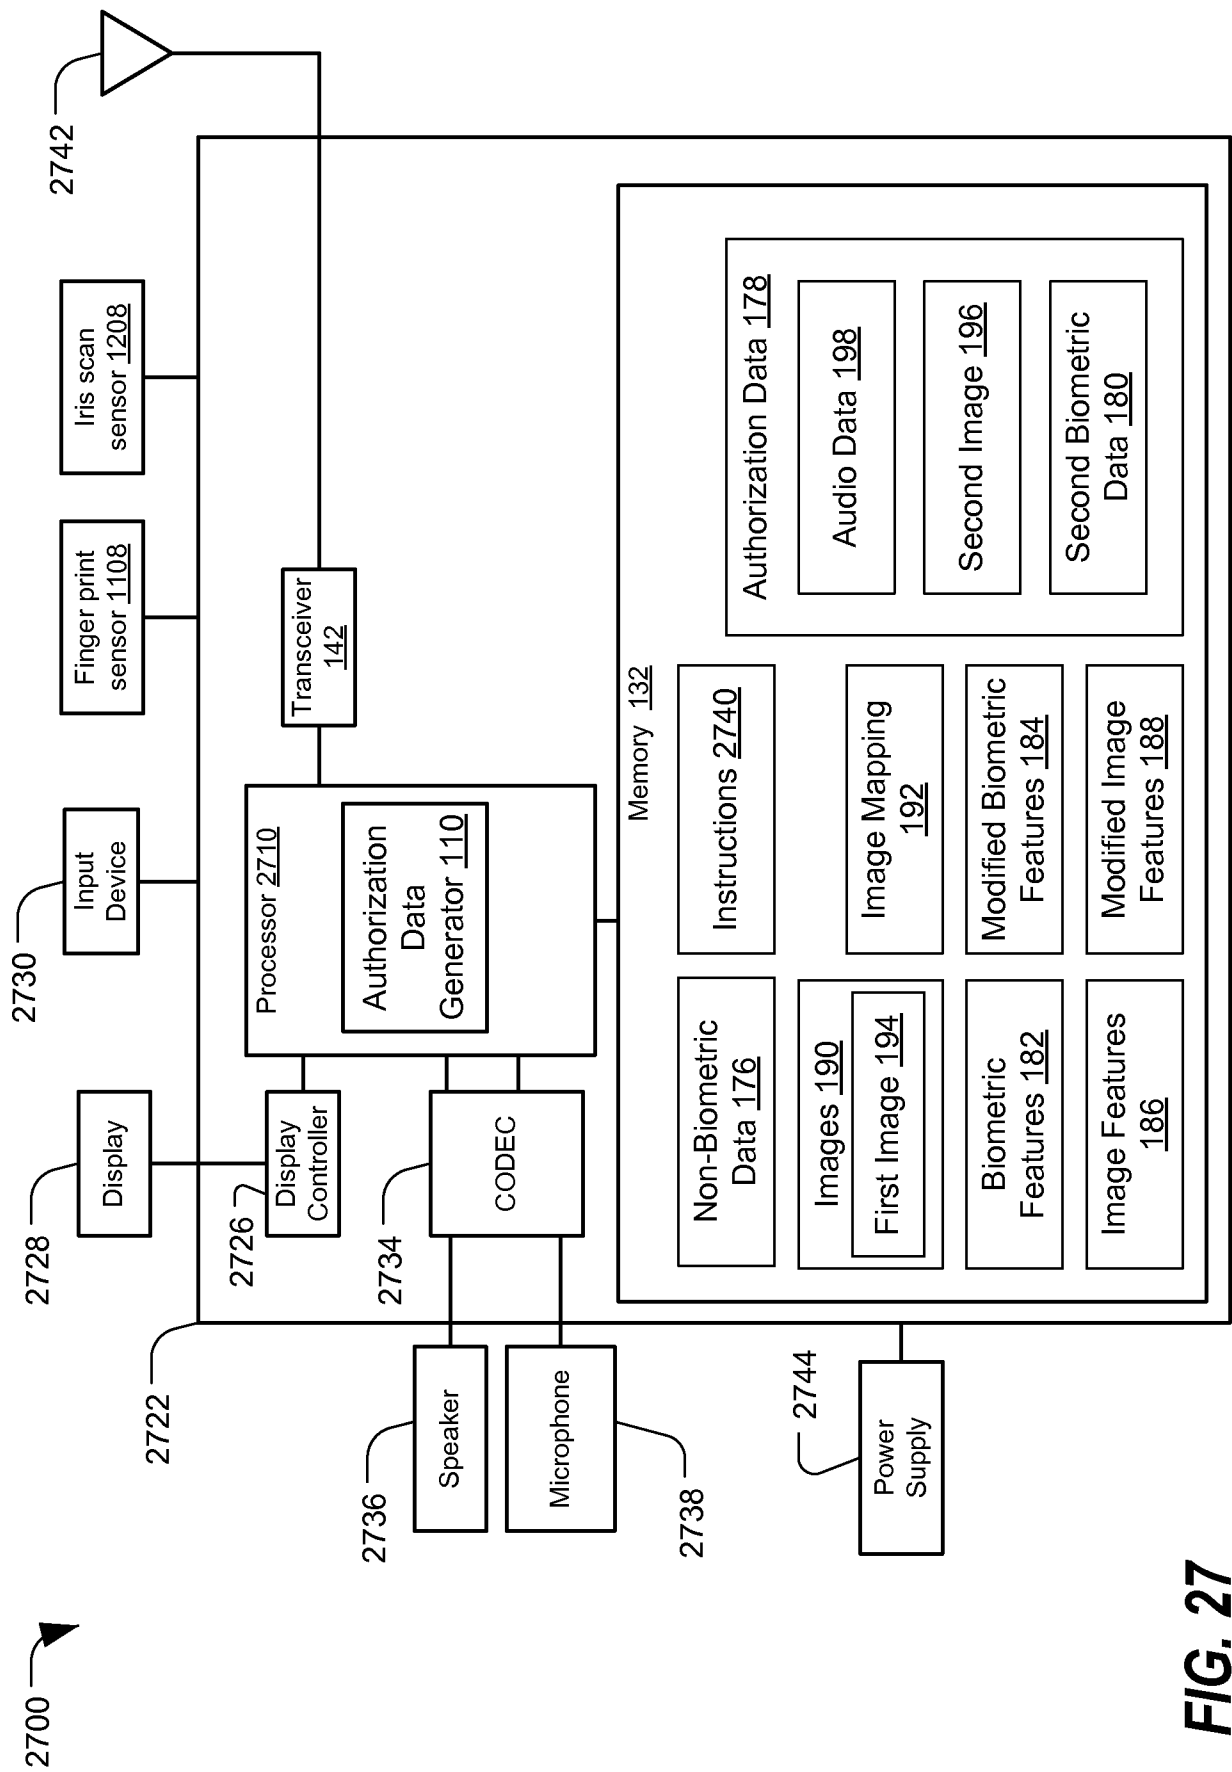 2700
2728
Display
2730
Input
Device
Finger print
sensor 1108
Iris scan
sensor 1208
2742
2722
2726
Display
Controller
Processor 2710
Authorization
Data
Generator 110
Transceiver
142
2734
CODEC
2736
Speaker
Microphone
2738
2744
Power
Supply
Memory 132
Non-Biometric
Data 176
Instructions 2740
Images 190
First Image 194
Image Mapping
192
Biometric
Features 182
Modified Biometric
Features 184
Image Features
186
Modified Image
Features 188
Authorization Data 178
Audio Data 198
Second Image 196
Second Biometric
Data 180
FIG. 27